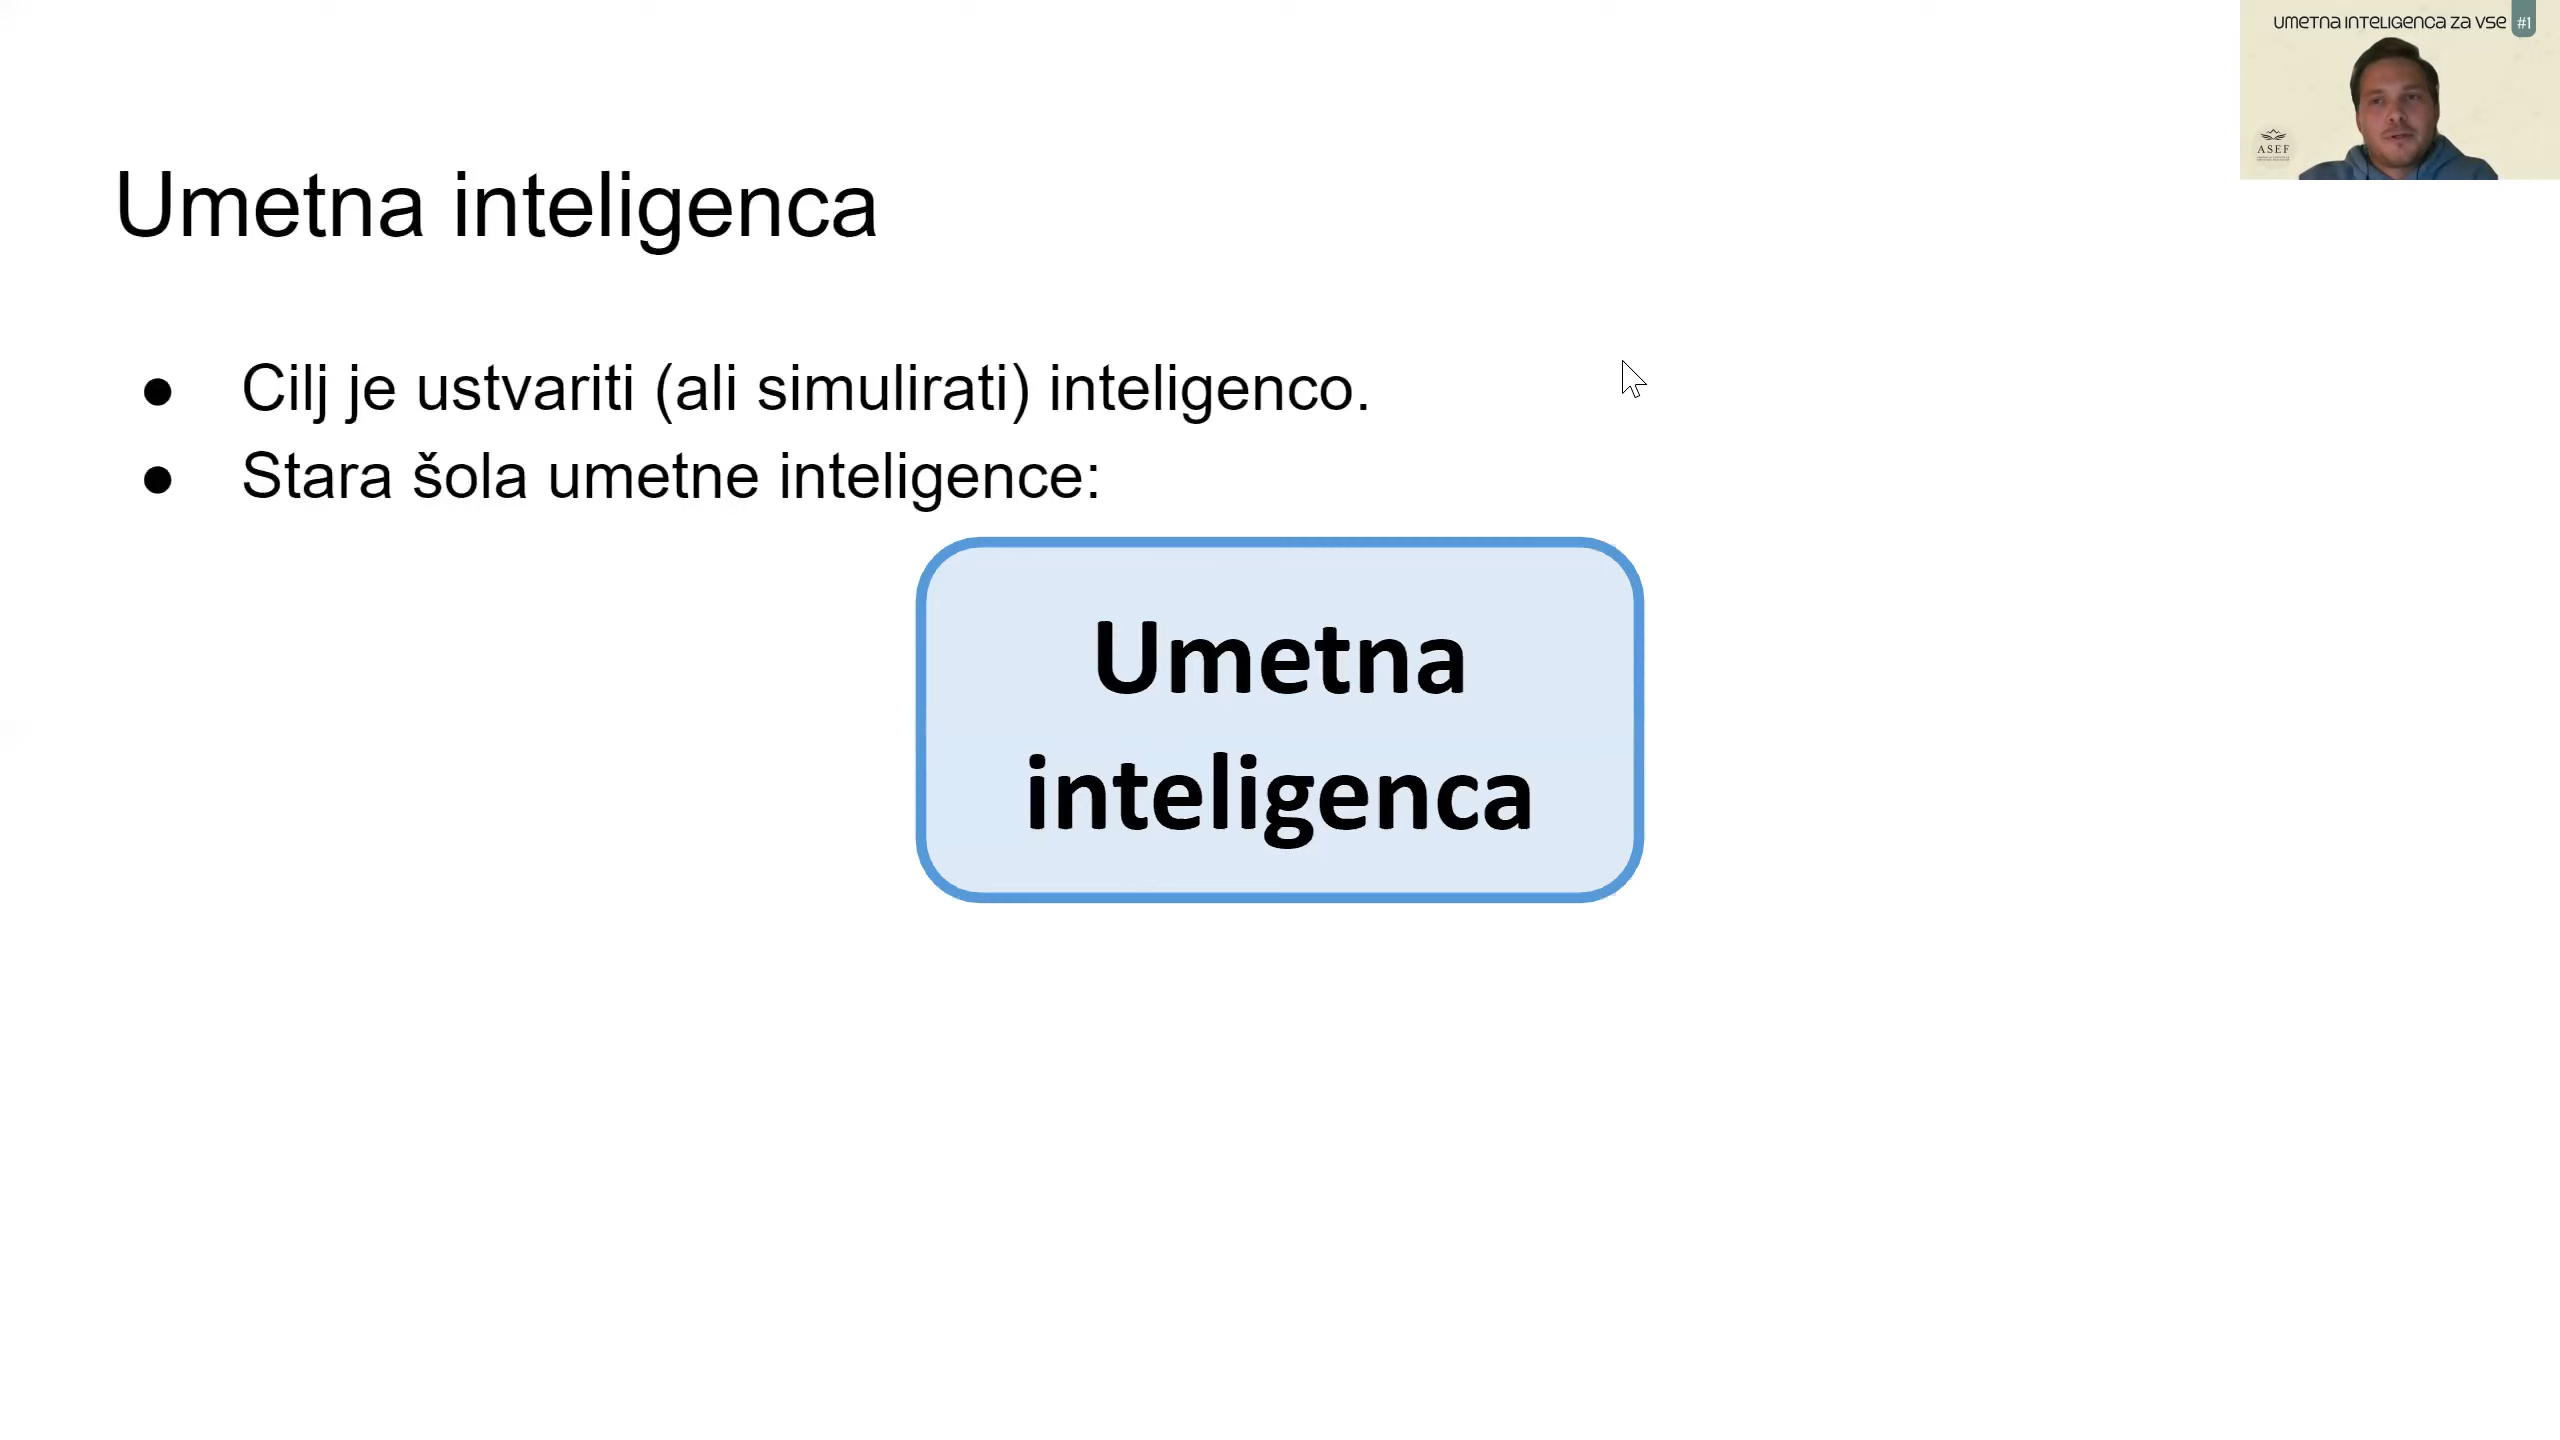 UMETNA INTELIGENCA ZA VSE #1
ASEF
Umetna inteligenca
● Cilj je ustvariti (ali simulirati) inteligenco.
● Stara šola umetne inteligence:
Umetna
inteligenca